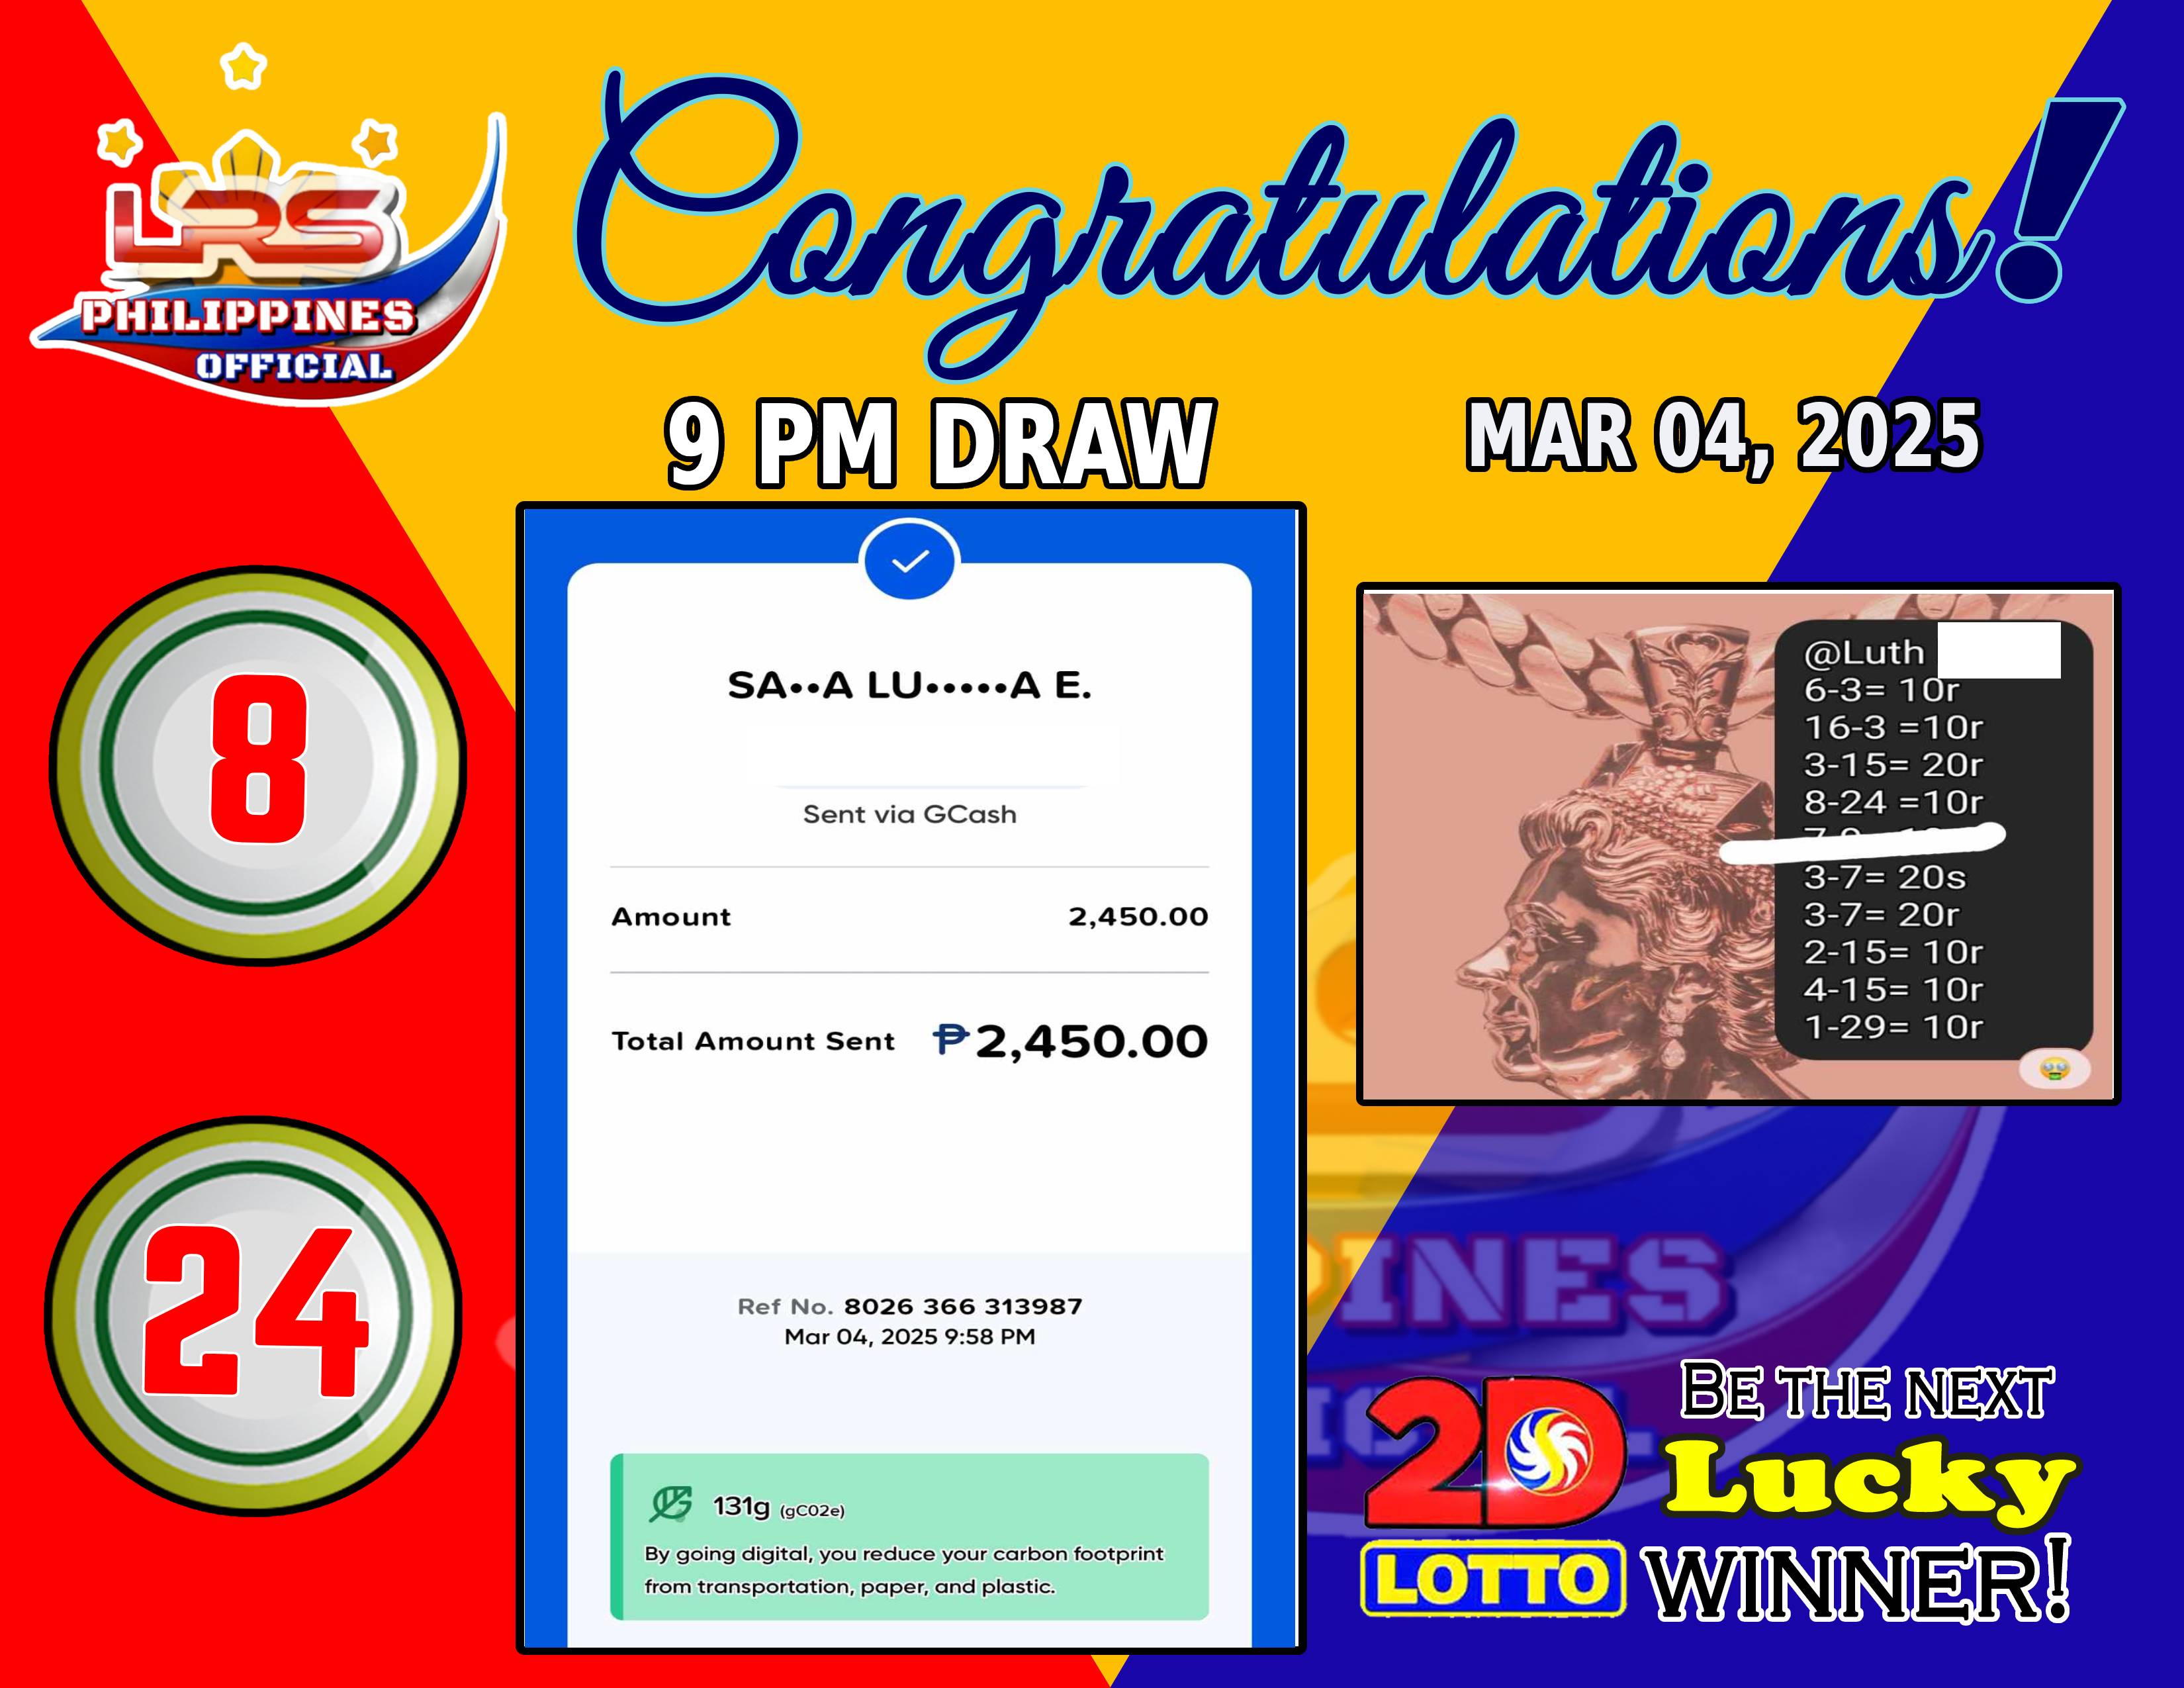 LRS
PHILIPPINES
OFFICIAL
Congratulations!
9 PM DRAW
MAR 04, 2025
8
24
SA••A LU•••••A E.
Sent via GCash
Amount 2,450.00
Total Amount Sent ₱2,450.00
Ref No. 8026 366 313987
Mar 04, 2025 9:58 PM
131g (gCO2e)
By going digital, you reduce your carbon footprint
from transportation, paper, and plastic.
@Luth
6-3= 10r
16-3 =10r
3-15= 20r
8-24 =10r
3-7= 20s
3-7= 20r
2-15= 10r
4-15= 10r
1-29= 10r
PINES
2D
LOTTO
BE THE NEXT
Lucky
WINNER!